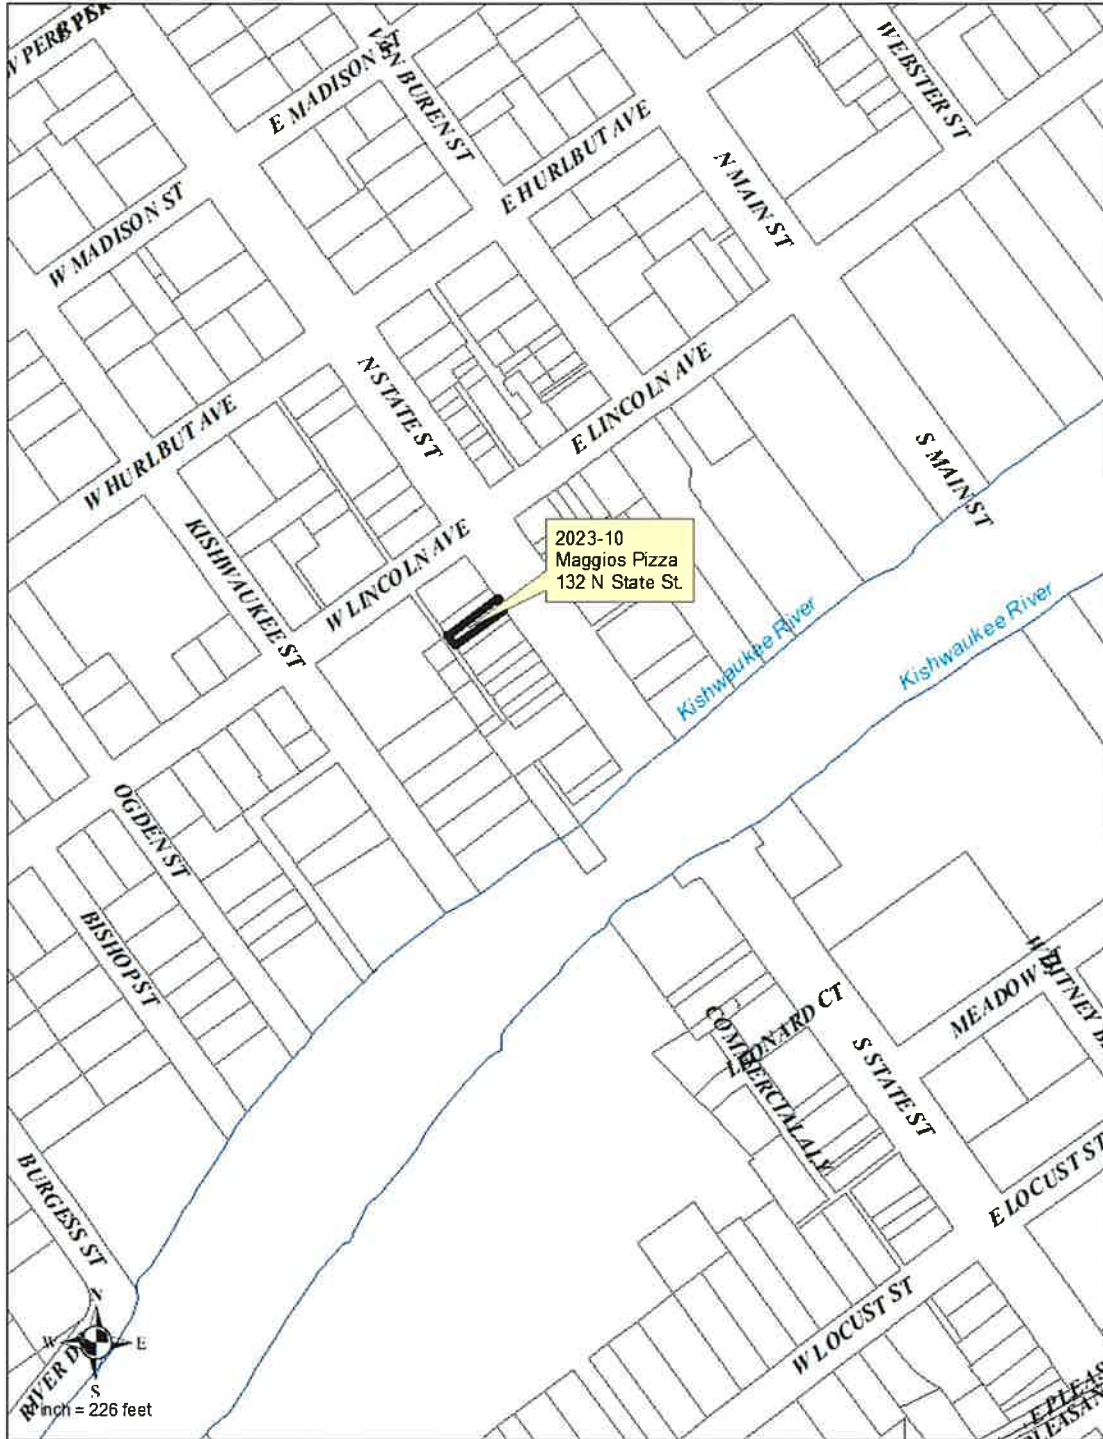 W PERRY ST
E MADISON ST
VAN BUREN ST
WEBSTER ST
E HURLBUT AVE
N MAIN ST
W MADISON ST
N STATE ST
E LINCOLN AVE
W HURLBUT AVE
S MAIN ST
KISHWAUKEE ST
W LINCOLN AVE
2023-10
Maggios Pizza
132 N State St.
Kishwaukee River
Kishwaukee River
OGDEN ST
BISHOP ST
MEADOW
WHITNEY
LEONARD CT
COMMERCIAL ALY
S STATE ST
BURGESS ST
E LOCUST ST
W LOCUST ST
N
W
E
S
RIVER D
inch = 226 feet
E PLEAS
PLEASAN